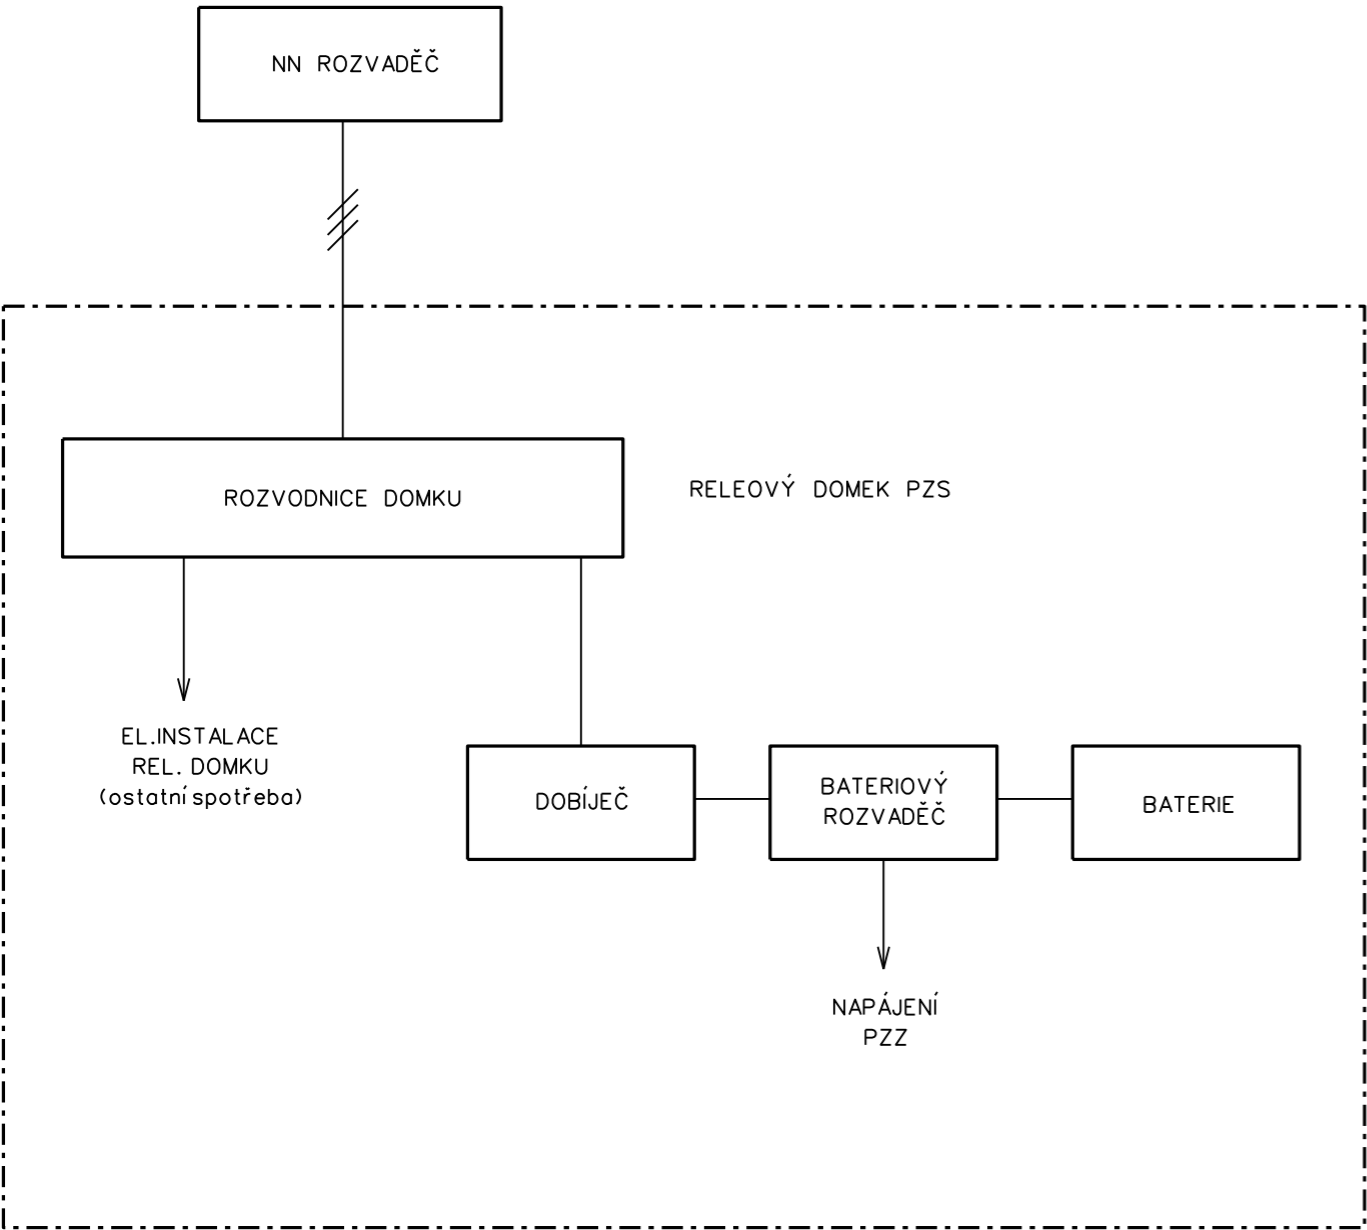 NN ROZVADĚČ
ROZVODNICE DOMKU
RELEOVÝ DOMEK PZS
EL.INSTALACE
REL. DOMKU
(ostatní spotřeba)
DOBÍJEČ
BATERIOVÝ
ROZVADĚČ
BATERIE
NAPÁJENÍ
PZZ